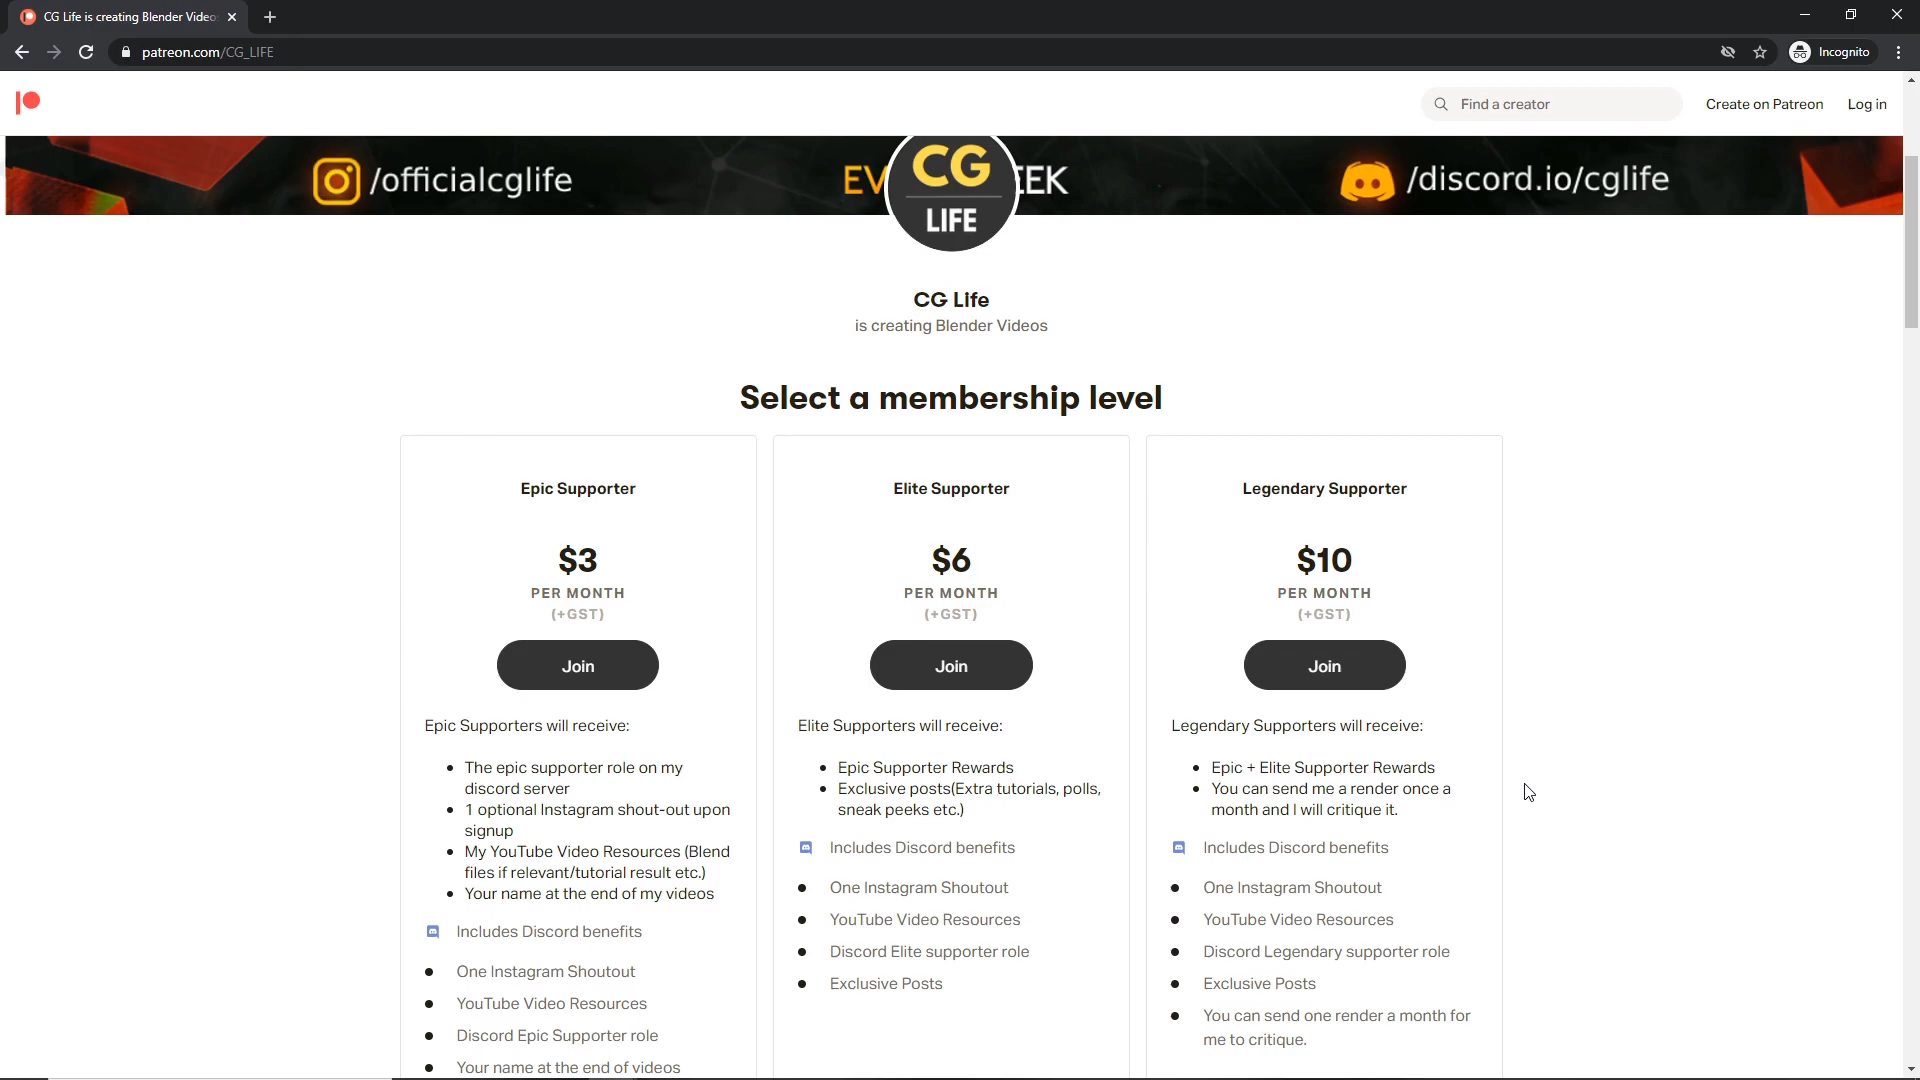 CG Life is creating Blender Video
patreon.com/CG_LIFE
Incognito
Find a creator
Create on Patreon
Log in
/officialcglife
EV EEK
/discord.io/cglife
CG
LIFE
CG Life
is creating Blender Videos
Select a membership level
Epic Supporter
$3
PER MONTH
(+GST)
Join
Epic Supporters will receive:
The epic supporter role on my
discord server
1 optional Instagram shout-out upon
signup
My YouTube Video Resources (Blend
files if relevant/tutorial result etc.)
Your name at the end of my videos
Includes Discord benefits
One Instagram Shoutout
YouTube Video Resources
Discord Epic Supporter role
Your name at the end of videos
Elite Supporter
$6
PER MONTH
(+GST)
Join
Elite Supporters will receive:
Epic Supporter Rewards
Exclusive posts(Extra tutorials, polls,
sneak peeks etc.)
Includes Discord benefits
One Instagram Shoutout
YouTube Video Resources
Discord Elite supporter role
Exclusive Posts
Legendary Supporter
$10
PER MONTH
(+GST)
Join
Legendary Supporters will receive:
Epic + Elite Supporter Rewards
You can send me a render once a
month and I will critique it.
Includes Discord benefits
One Instagram Shoutout
YouTube Video Resources
Discord Legendary supporter role
Exclusive Posts
You can send one render a month for
me to critique.